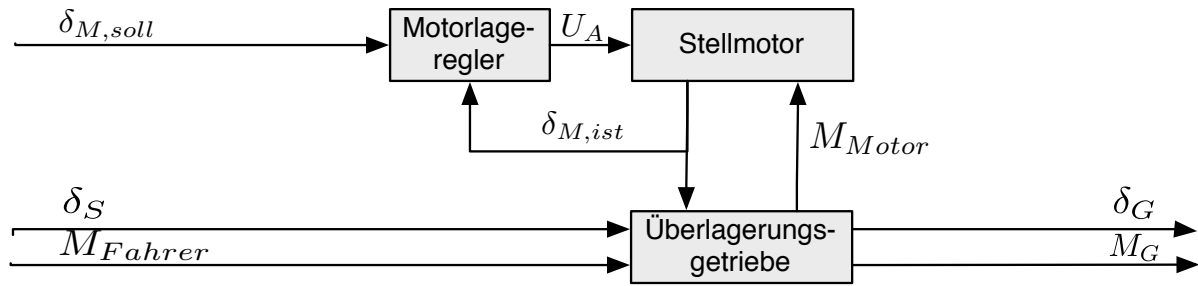 δ_{M,soll}
Motorlage-
regler
U_A
Stellmotor
δ_{M,ist}
M_{Motor}
δ_S
M_{Fahrer}
Überlagerungs-
getriebe
δ_G
M_G